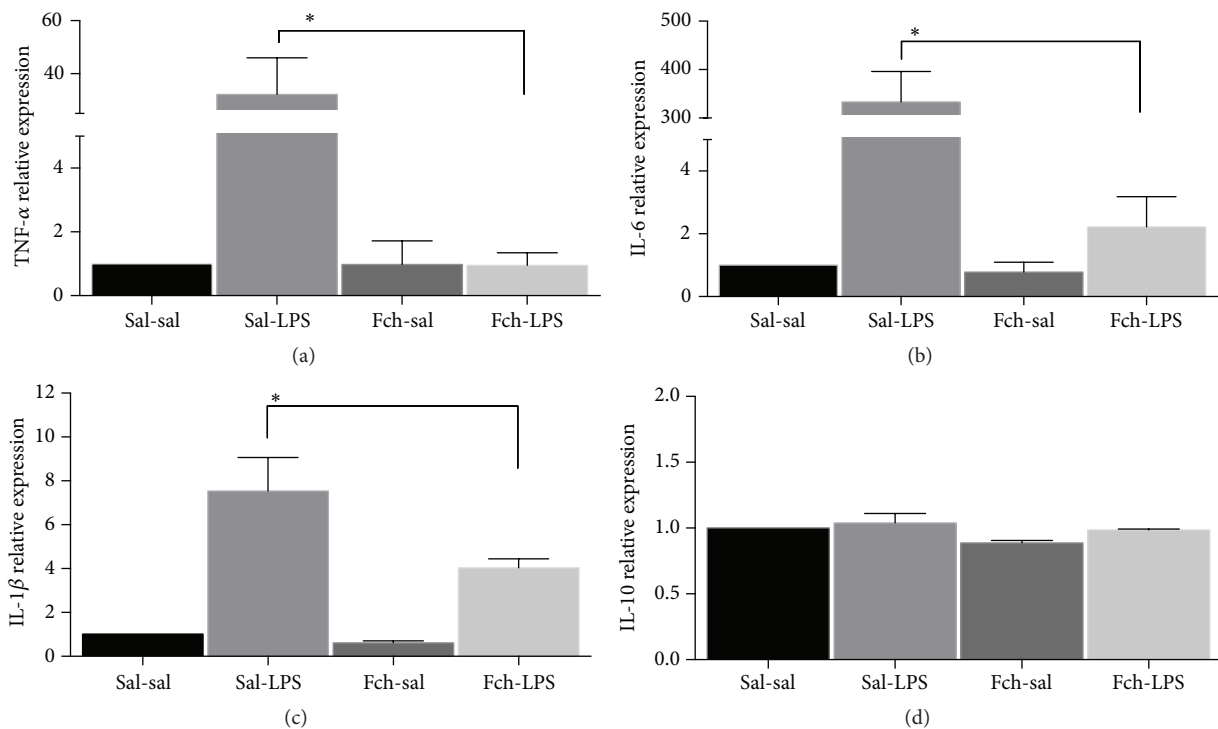 TNF-α relative expression
60
40
4
2
0
*
Sal-sal Sal-LPS Fch-sal Fch-LPS
(a)
IL-6 relative expression
500
400
300
4
2
0
*
Sal-sal Sal-LPS Fch-sal Fch-LPS
(b)
IL-1β relative expression
12
10
8
6
4
2
0
*
Sal-sal Sal-LPS Fch-sal Fch-LPS
(c)
IL-10 relative expression
2.0
1.5
1.0
0.5
0.0
Sal-sal Sal-LPS Fch-sal Fch-LPS
(d)